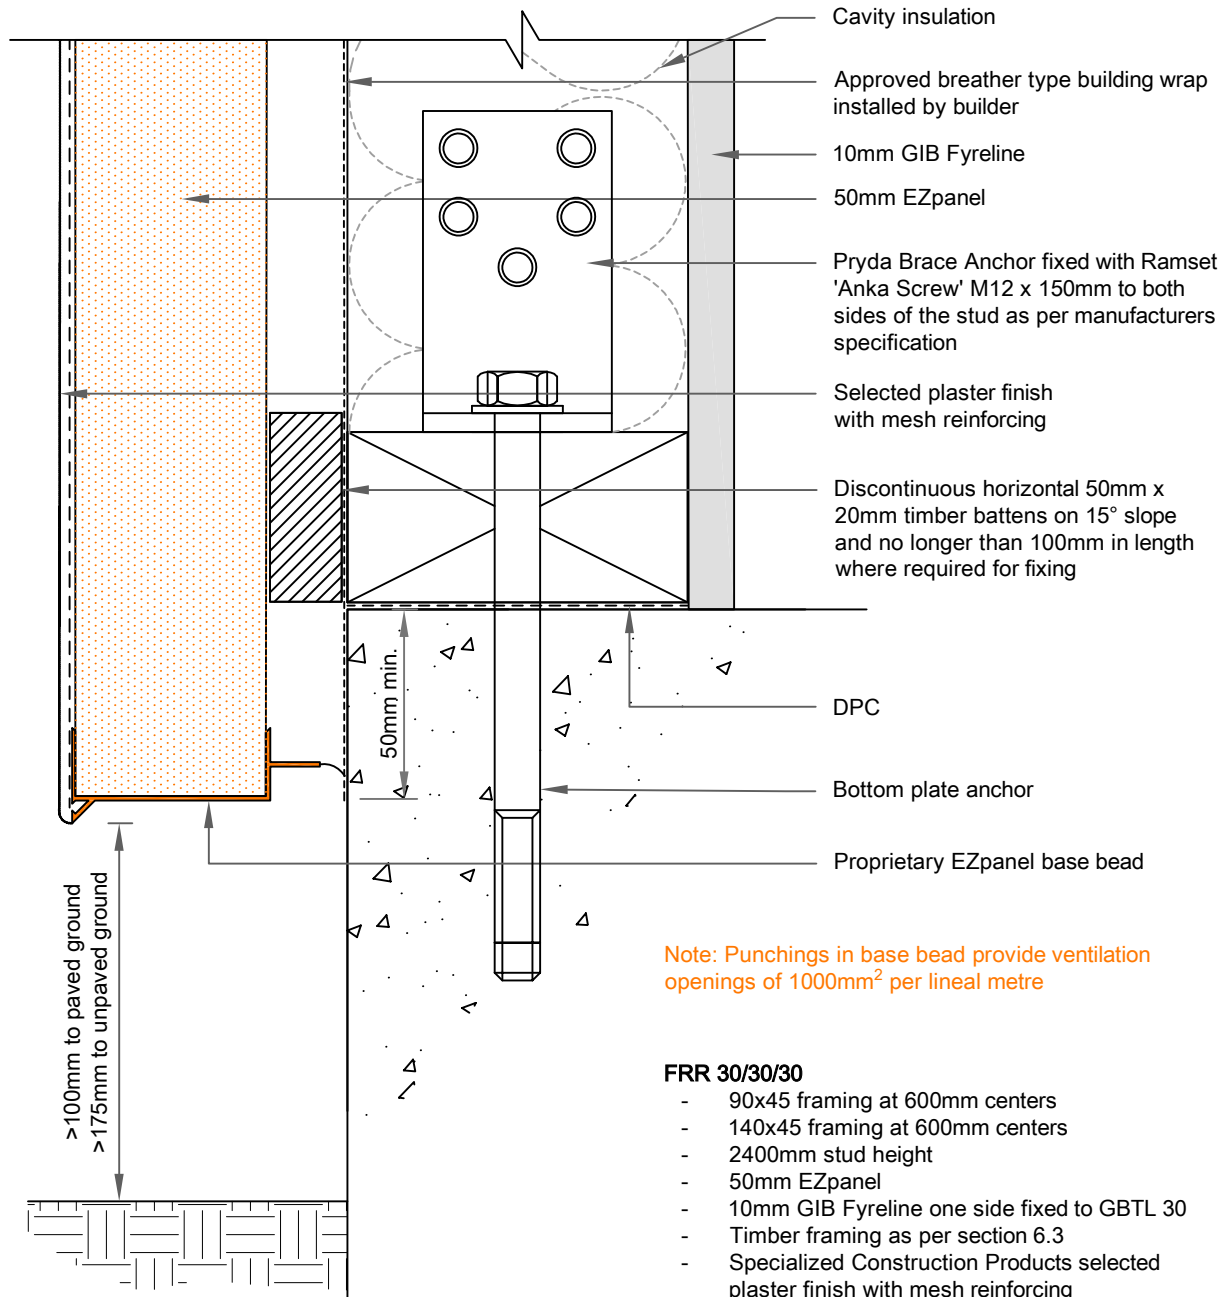 Cavity insulation
Approved breather type building wrap
installed by builder
10mm GIB Fyreline
50mm EZpanel
Pryda Brace Anchor fixed with Ramset
'Anka Screw' M12 x 150mm to both
sides of the stud as per manufacturers
specification
Selected plaster finish
with mesh reinforcing
Discontinuous horizontal 50mm x
20mm timber battens on 15° slope
and no longer than 100mm in length
where required for fixing
50mm min.
DPC
Bottom plate anchor
Proprietary EZpanel base bead
>100mm to paved ground
>175mm to unpaved ground
Note: Punchings in base bead provide ventilation
openings of 1000mm² per lineal metre
FRR 30/30/30
- 90x45 framing at 600mm centers
- 140x45 framing at 600mm centers
- 2400mm stud height
- 50mm EZpanel
- 10mm GIB Fyreline one side fixed to GBTL 30
- Timber framing as per section 6.3
- Specialized Construction Products selected
plaster finish with mesh reinforcing